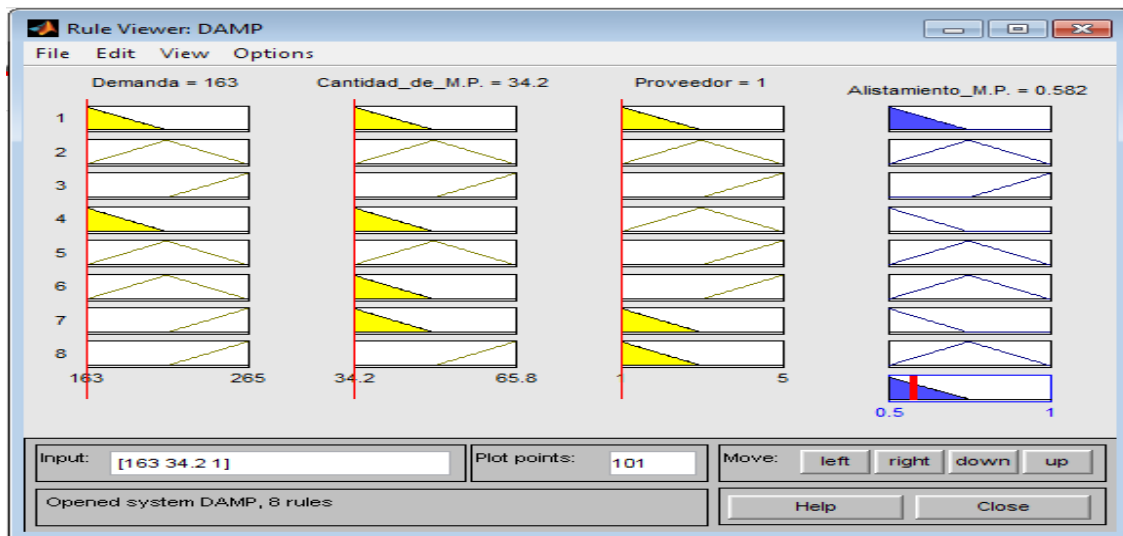 Rule Viewer: DAMP
File Edit View Options
Demanda = 163 Cantidad_de_M.P. = 34.2 Proveedor = 1 Alistamiento_M.P. = 0.582
1
2
3
4
5
6
7
8
163 265 34.2 65.8 1 5
0.5 1
Input: [163 34.2 1] Plot points: 101 Move: left right down up
Opened system DAMP, 8 rules Help Close